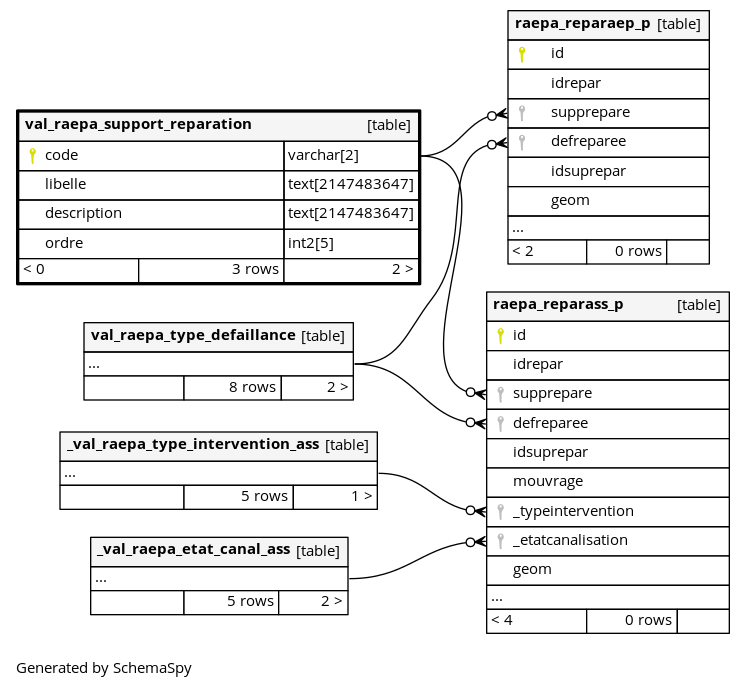 raepa_reparaep_p [table]
id
idrepar
supprepare
defreparee
idsuprepar
geom
...
< 2 0 rows
val_raepa_support_reparation [table]
code varchar[2]
libelle text[2147483647]
description text[2147483647]
ordre int2[5]
< 0 3 rows 2 >
raepa_reparass_p [table]
id
idrepar
supprepare
defreparee
idsuprepar
mouvrage
_typeintervention
_etatcanalisation
geom
...
< 4 0 rows
val_raepa_type_defaillance [table]
...
8 rows 2 >
_val_raepa_type_intervention_ass [table]
...
5 rows 1 >
_val_raepa_etat_canal_ass [table]
...
5 rows 2 >
Generated by SchemaSpy